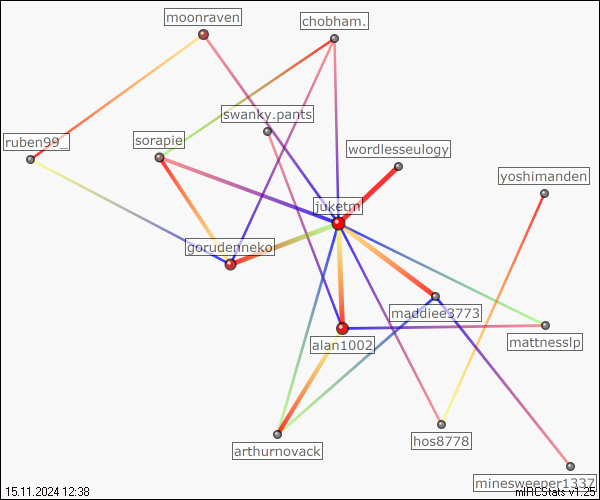 moonraven
chobham.
swanky.pants
ruben99_
sorapie
wordlesseulogy
yoshimanden
juketm
gorudenneko
maddiee3773
alan1002
mattnesslp
arthurnovack
hos8778
minesweeper1337
15.11.2024 12:38
mIRCStats v1.25